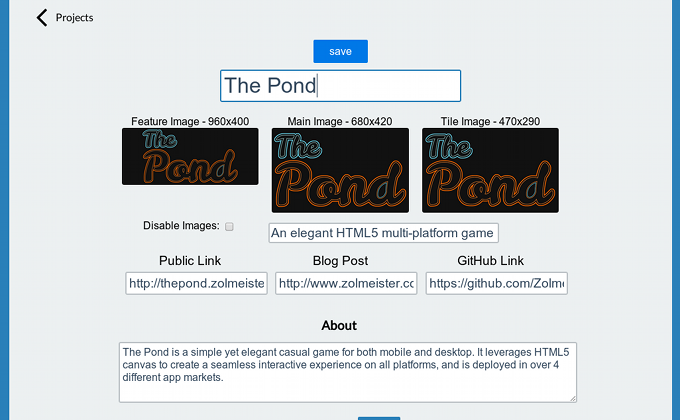 Projects
save
The Pond
Feature Image - 960x400
Main Image - 680x420
Tile Image - 470x290
The
Pond
The
Pond
The
Pond
Disable Images:
An elegant HTML5 multi-platform game
Public Link
Blog Post
GitHub Link
http://thepond.zolmeiste
http://www.zolmeister.cc
https://github.com/Zolm
About
The Pond is a simple yet elegant casual game for both mobile and desktop. It leverages HTML5
canvas to create a seamless interactive experience on all platforms, and is deployed in over 4
different app markets.